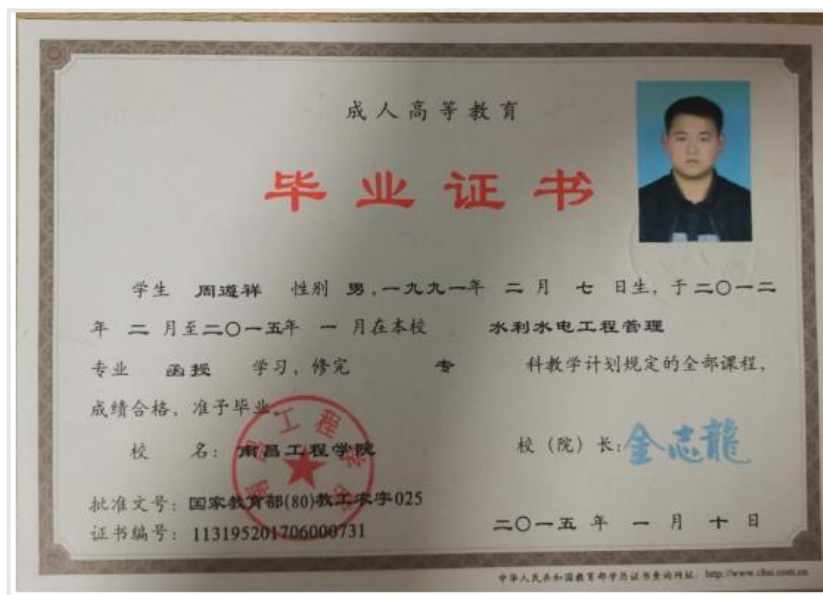 成人高等教育
毕业证书
学生 周遵祥 性别 男,一九九一年 二 月 七 日生,于二〇一二
年 二 月至二〇一五年 一 月在本校 水利水电工程管理
专业 函授 学习,修完 专 科教学计划规定的全部课程,
成绩合格,准予毕业。
校 名:南昌工程学院 校(院)长:金志龍
批准文号:国家教育部(80)教工农字025
证书编号:113195201706000731 二〇一五 年 一 月 十 日
中华人民共和国教育部学历证书查询网址:http://www.chsi.com.cn